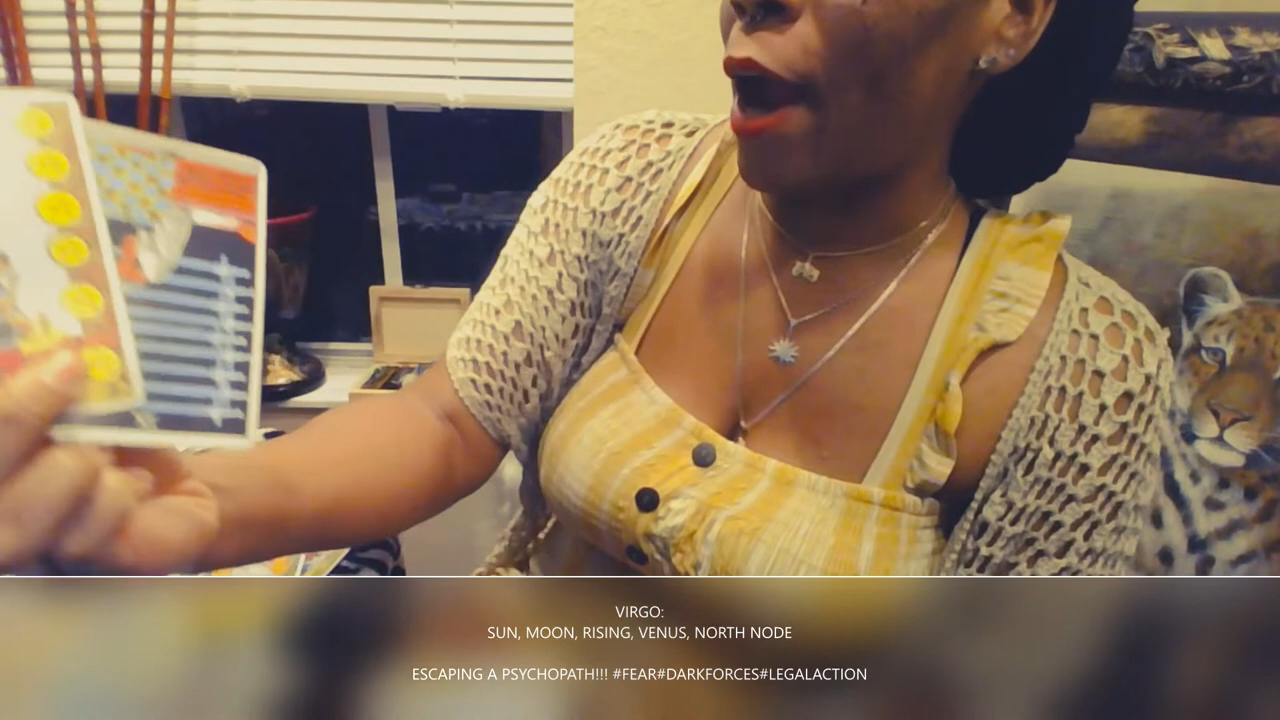 VIRGO:
SUN, MOON, RISING, VENUS, NORTH NODE
ESCAPING A PSYCHOPATH!!! #FEAR#DARKFORCES#LEGALACTION